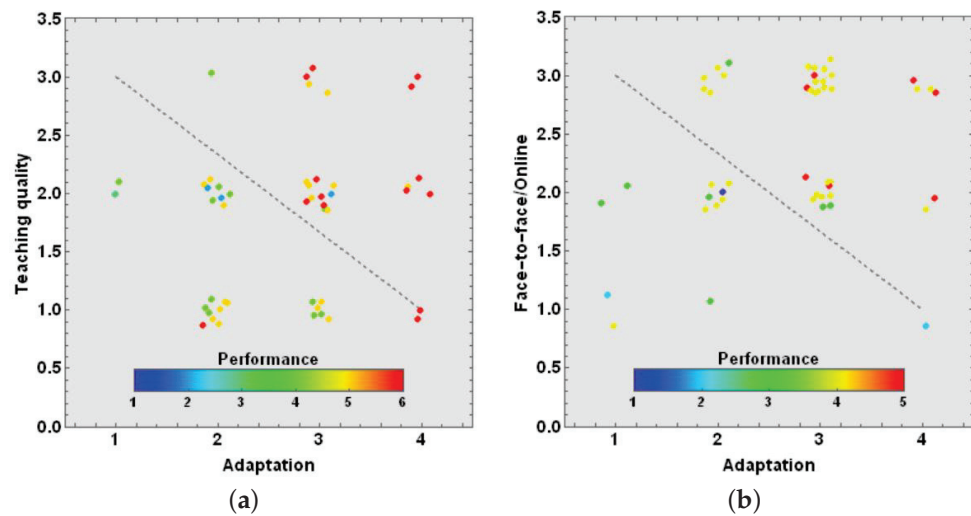 3.5
3.0
2.5
2.0
1.5
1.0
0.5
0.0
Teaching quality
Performance
1 2 3 4 5 6
1 2 3 4
Adaptation
(a)
3.5
3.0
2.5
2.0
1.5
1.0
0.5
0.0
Face-to-face/Online
Performance
1 2 3 4 5
1 2 3 4
Adaptation
(b)